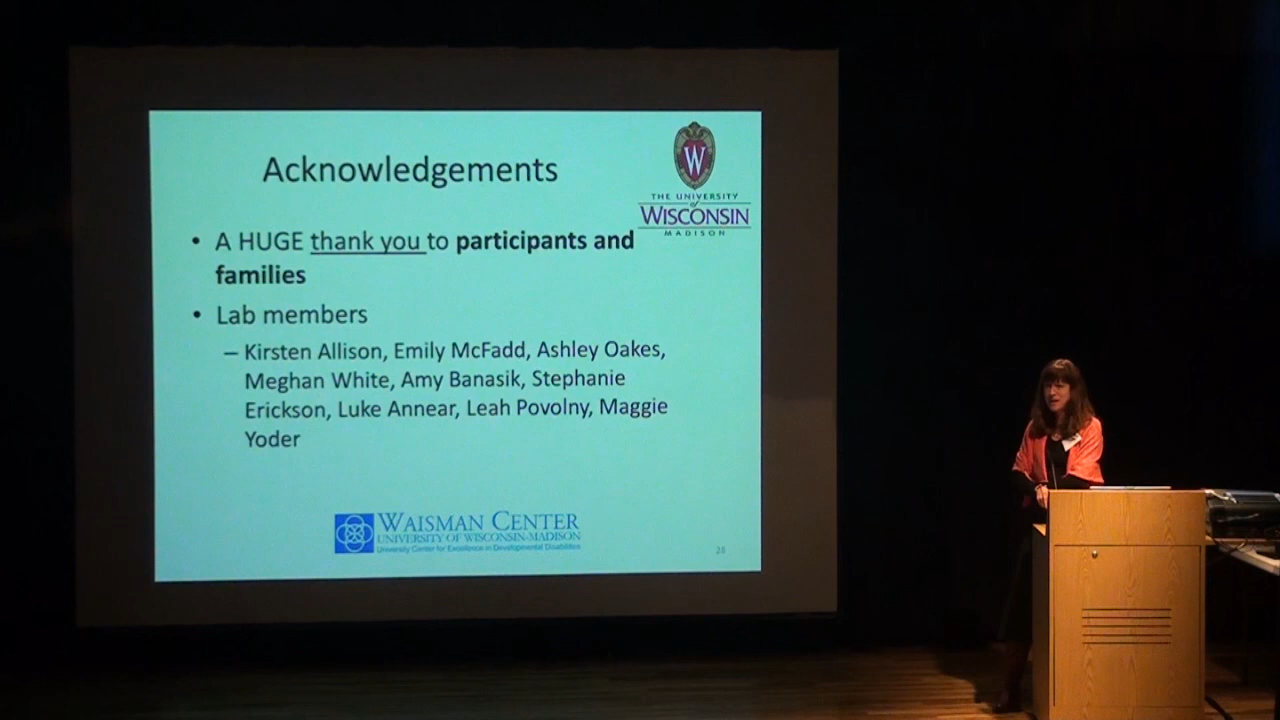 Acknowledgements
W
THE UNIVERSITY
of
WISCONSIN
MADISON
• A HUGE thank you to participants and
families
• Lab members
– Kirsten Allison, Emily McFadd, Ashley Oakes,
Meghan White, Amy Banasik, Stephanie
Erickson, Luke Annear, Leah Povolny, Maggie
Yoder
WAISMAN CENTER
UNIVERSITY OF WISCONSIN-MADISON
University Center for Excellence in Developmental Disabilities
28